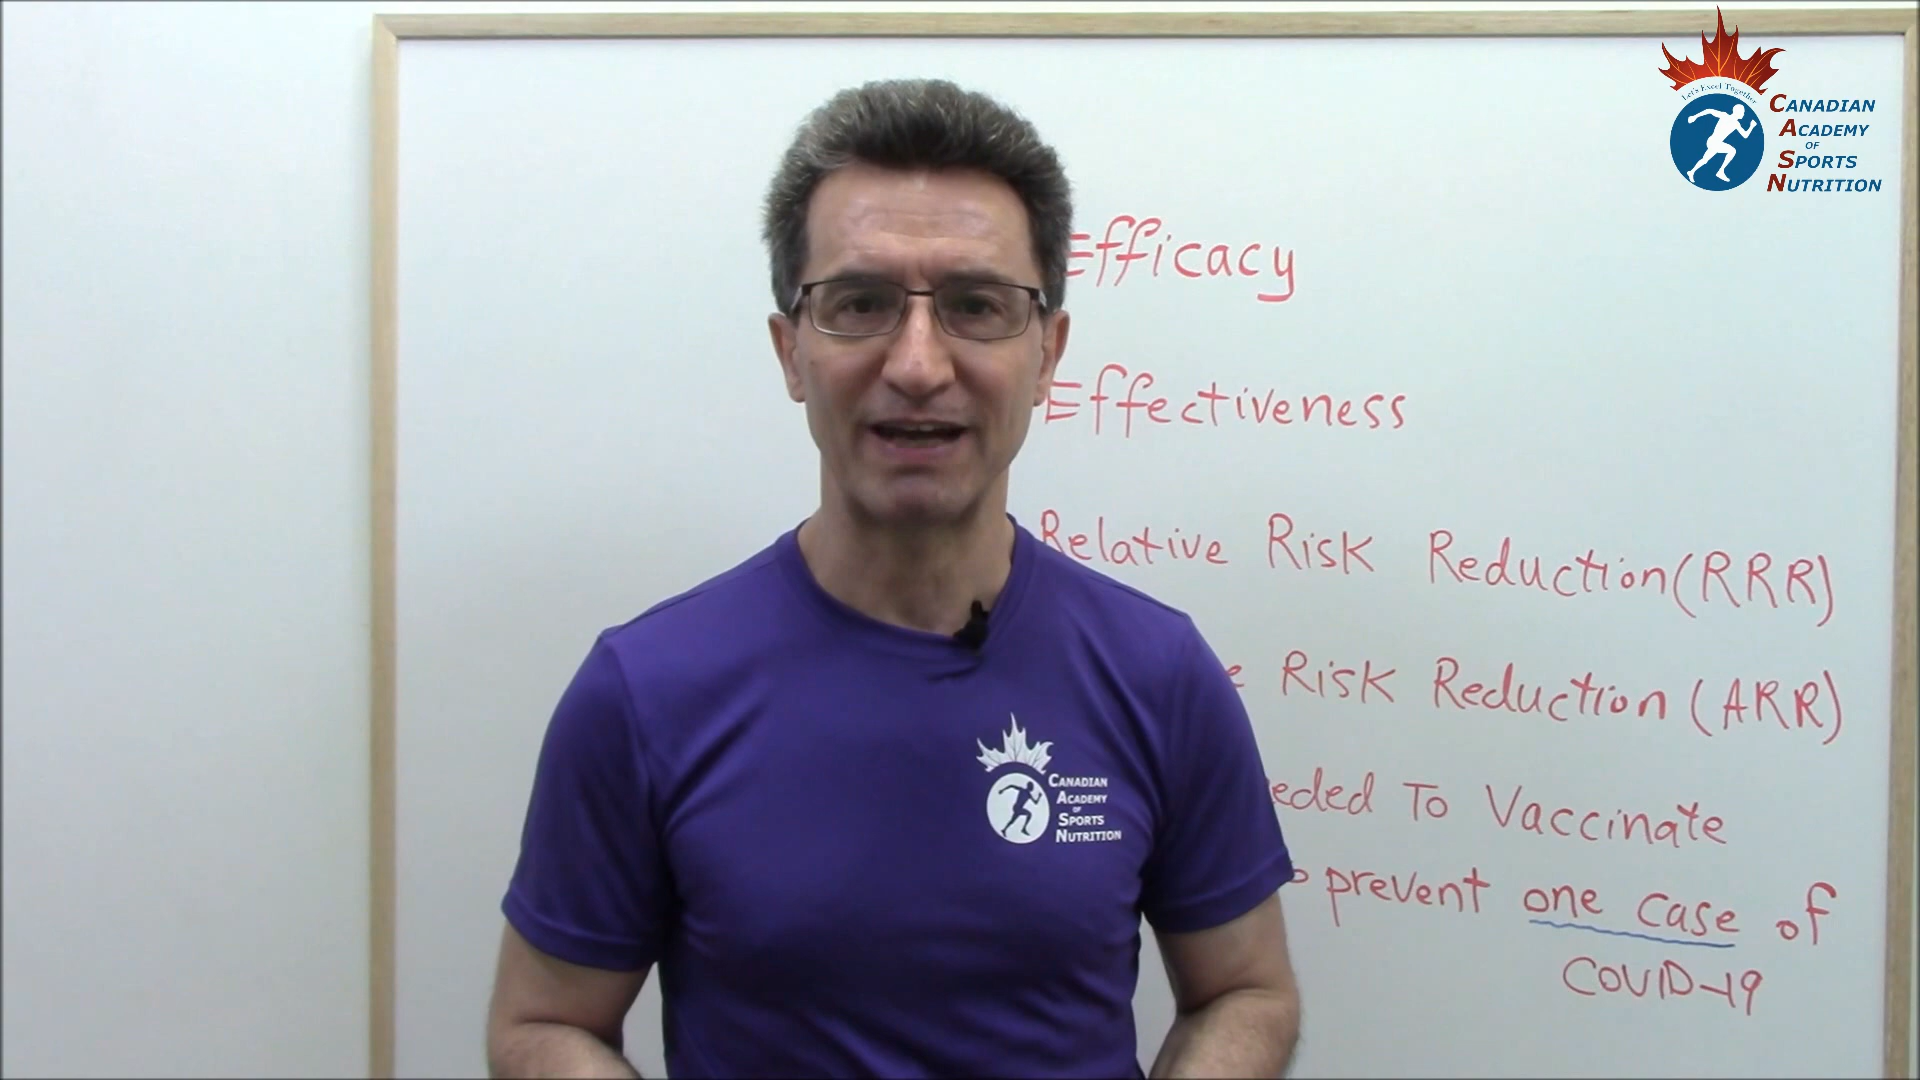 Let's Excel Together
CANADIAN
ACADEMY
OF
SPORTS
NUTRITION
Efficacy
Effectiveness
Relative Risk Reduction (RRR)
Risk Reduction (ARR)
To Vaccinate
prevent one case of
COVID-19
CANADIAN
ACADEMY
OF
SPORTS
NUTRITION